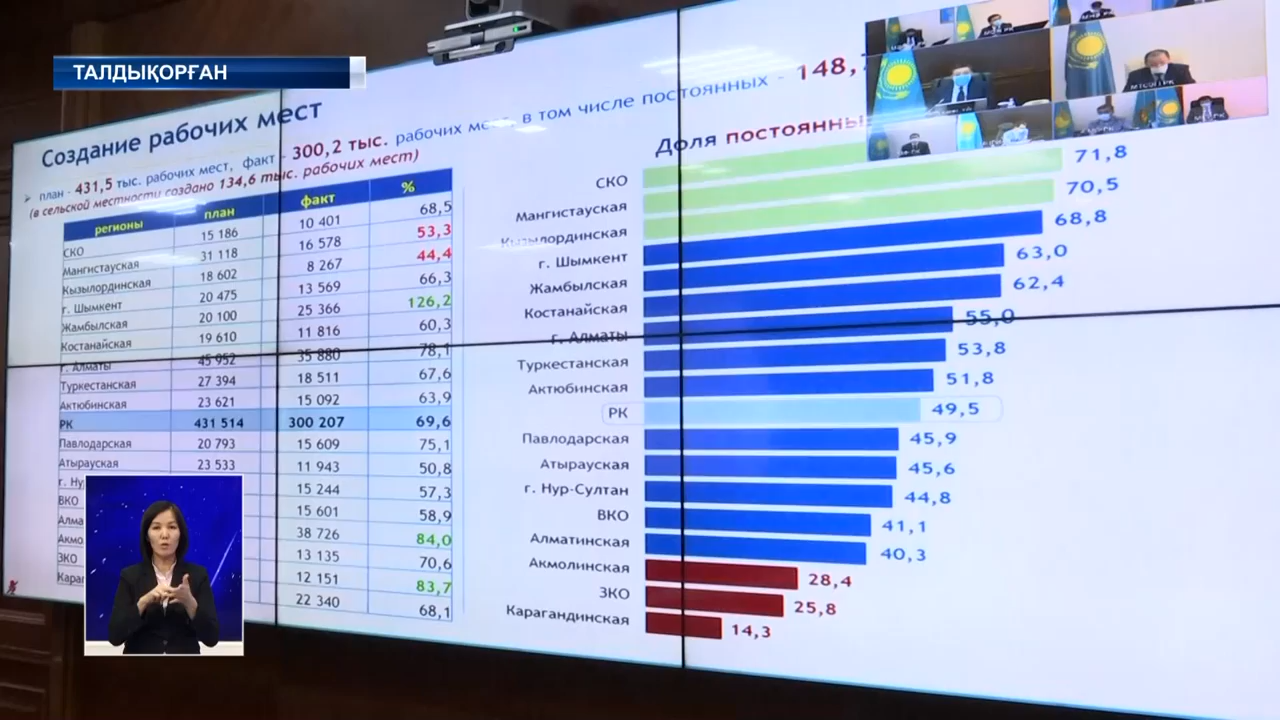 ТАЛДЫҚОРҒАН
Создание рабочих мест
план - 431,5 тыс. рабочих мест, факт - 300,2 тыс. рабочих мест, в том числе постоянных - 148,
(в сельской местности создано 134,6 тыс. рабочих мест)
регионы план факт %
СКО 15 186 10 401 68,5
Мангистауская 31 118 16 578 53,3
Кызылординская 18 602 8 267 44,4
г. Шымкент 20 475 13 569 66,3
Жамбылская 20 100 25 366 126,2
Костанайская 19 610 11 816 60,3
г. Алматы 45 952 35 880 78,1
Туркестанская 27 394 18 511 67,6
Актюбинская 23 621 15 092 63,9
РК 431 514 300 207 69,6
Павлодарская 20 793 15 609 75,1
Атырауская 23 533 11 943 50,8
г. Ну 15 244 57,3
ВКО 15 601 58,9
Алма 38 726 84,0
Акмо 13 135 70,6
ЗКО 12 151 83,7
Караг 22 340 68,1
Доля постоянны
СКО
Мангистауская 71,8
Кызылординская 70,5
г. Шымкент 68,8
Жамбылская 63,0
Костанайская 62,4
г. Алматы 55,0
Туркестанская 53,8
Актюбинская 51,8
РК 49,5
Павлодарская 45,9
Атырауская 45,6
г. Нур-Султан 44,8
ВКО 41,1
Алматинская 40,3
Акмолинская 28,4
ЗКО 25,8
Карагандинская 14,3